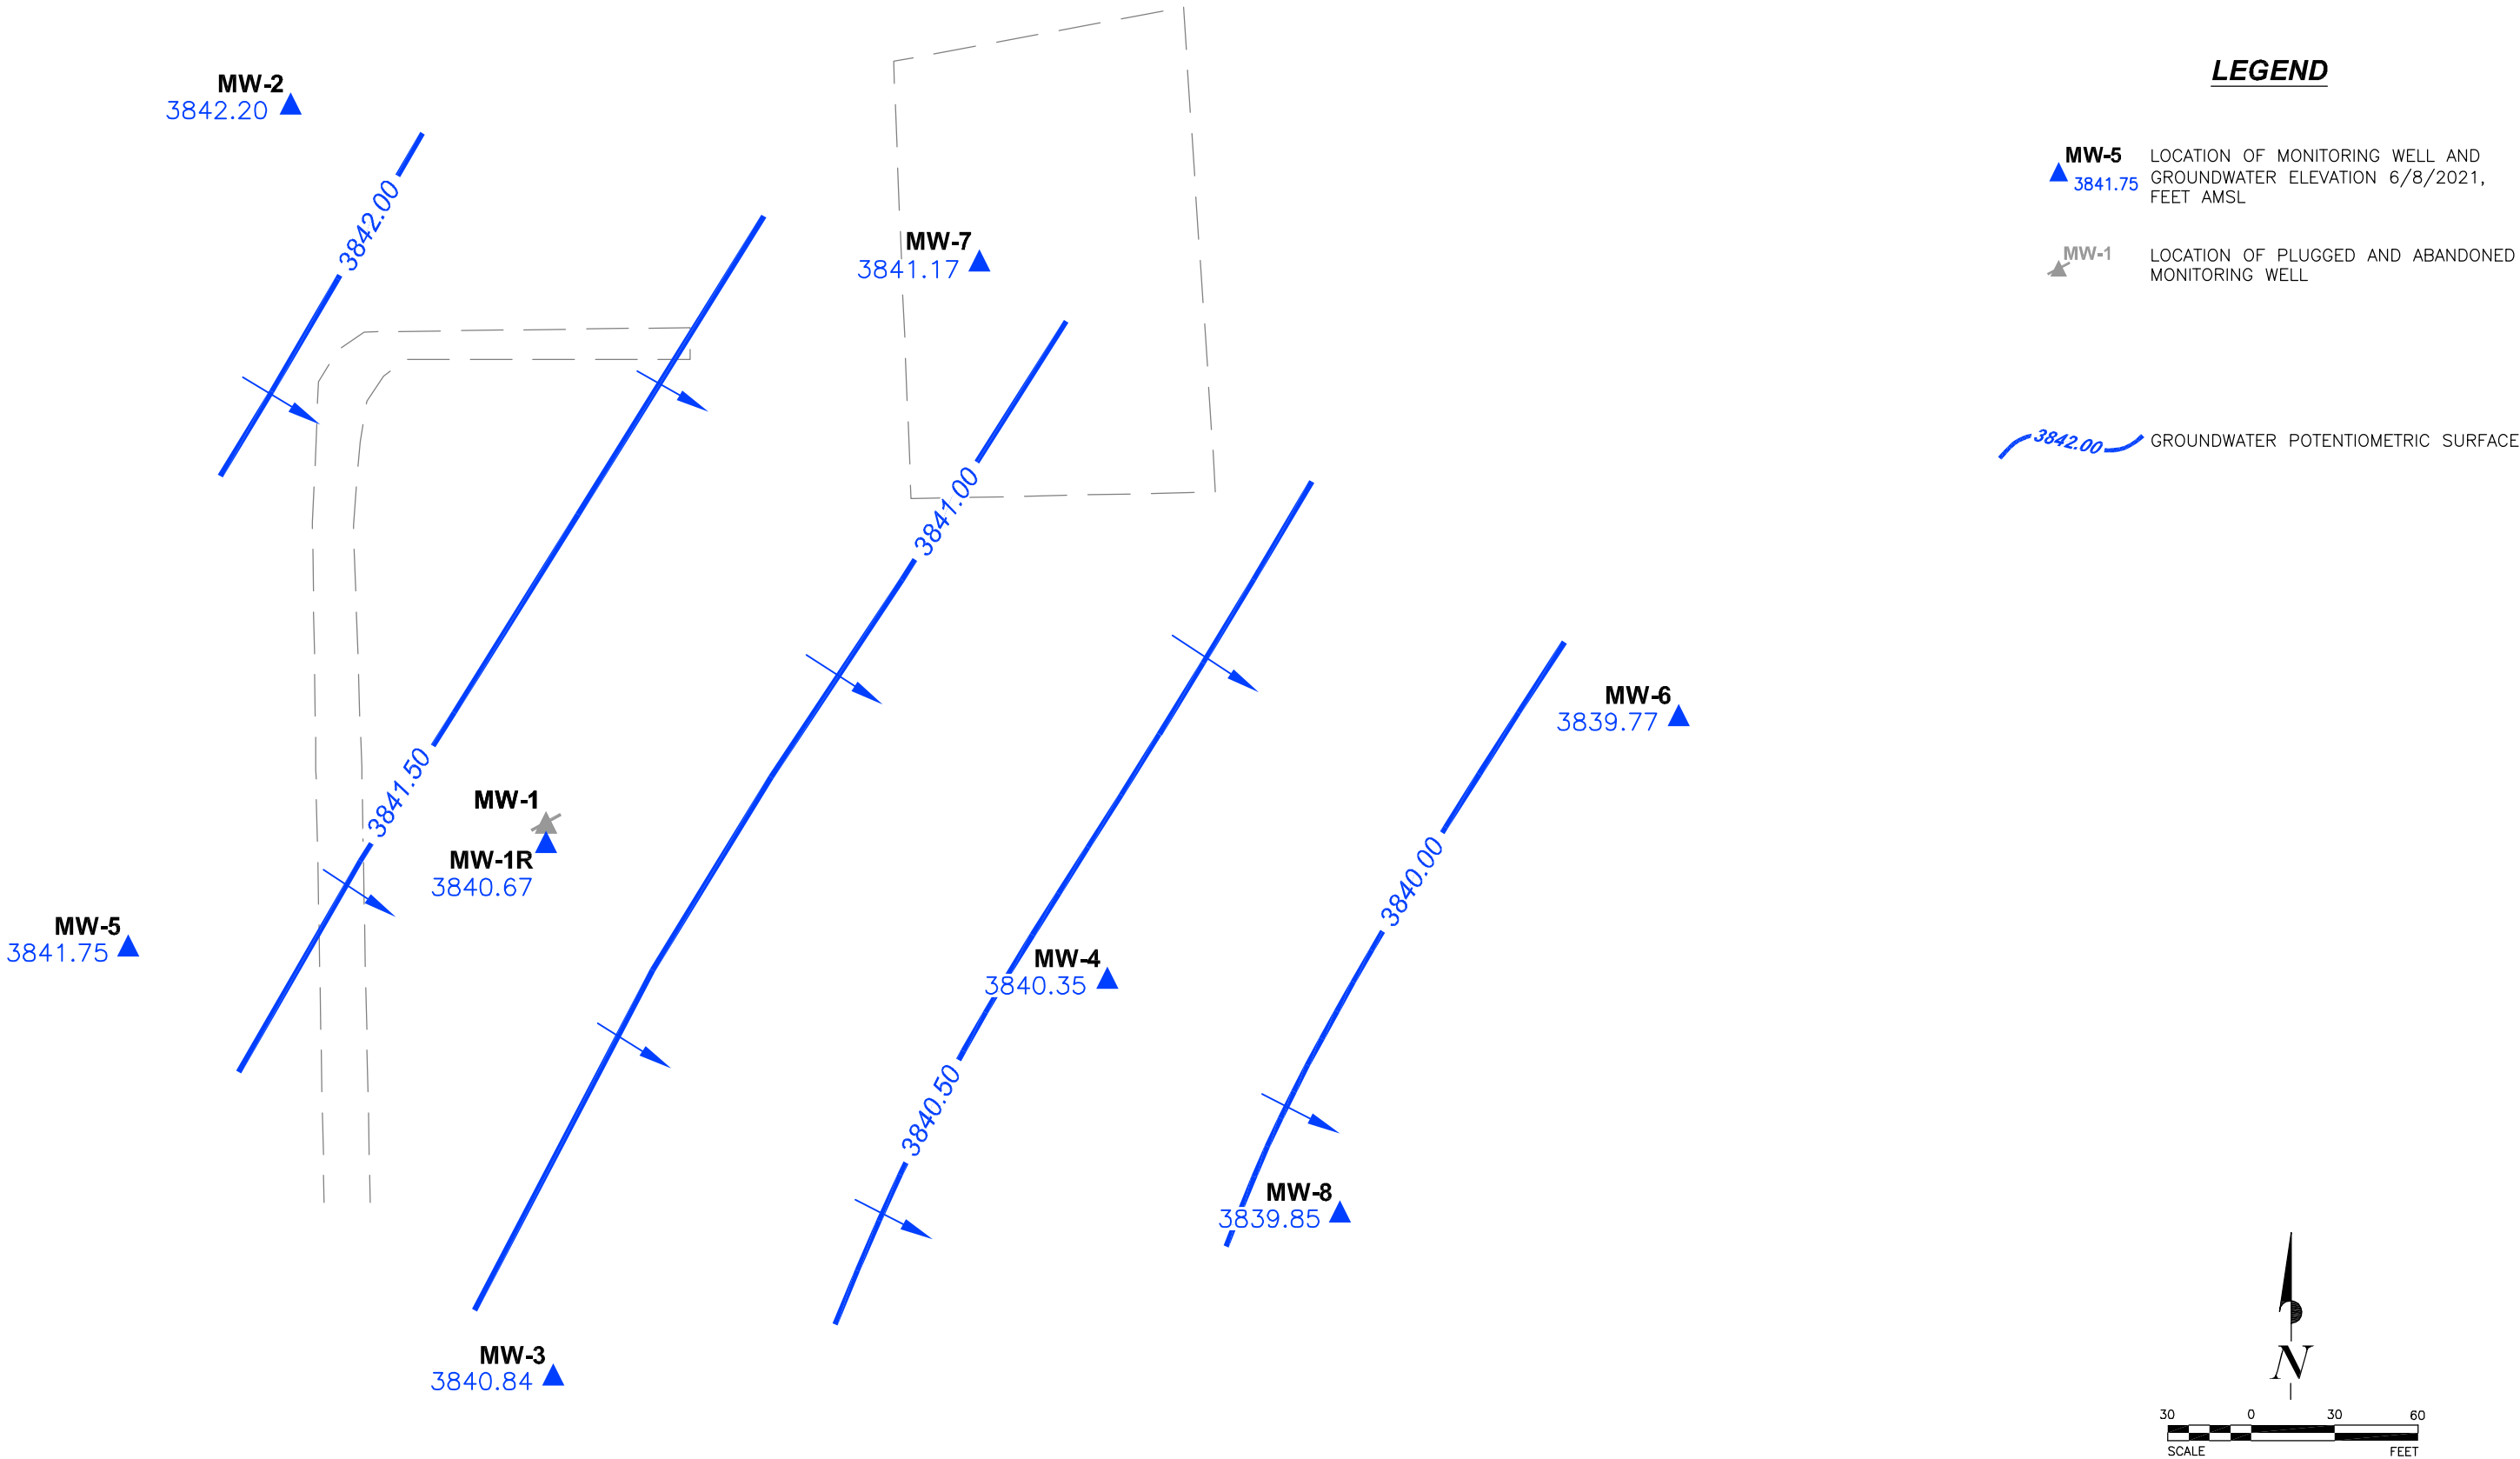 MW-2
3842.20
3842.00
MW-7
3841.17
3841.00
MW-6
3839.77
3841.50
MW-1
MW-1R
3840.67
3840.00
MW-5
3841.75
MW-4
3840.35
3840.50
MW-8
3839.85
MW-3
3840.84
LEGEND
MW-5
3841.75
LOCATION OF MONITORING WELL AND
GROUNDWATER ELEVATION 6/8/2021,
FEET AMSL
MW-1
LOCATION OF PLUGGED AND ABANDONED
MONITORING WELL
3842.00
GROUNDWATER POTENTIOMETRIC SURFACE
N
30 0 30 60
SCALE FEET